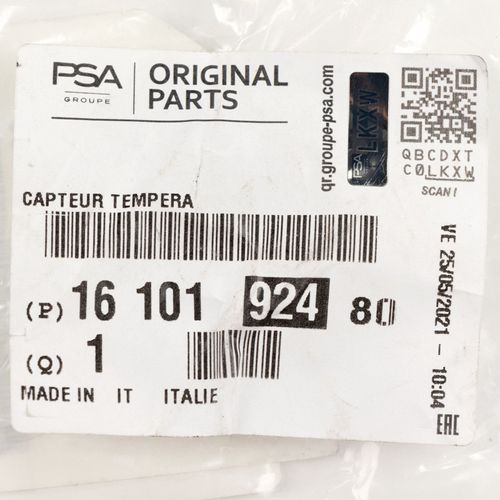 PSA
GROUPE
ORIGINAL
PARTS
qr.groupe-psa.com
PSA LKXW
QBCDXT
C0LKXW
SCAN !
CAPTEUR TEMPERA
(P) 16 101 924 80
(Q) 1
MADE IN IT ITALIE
VE 25/05/2021 - 10:04
EAC